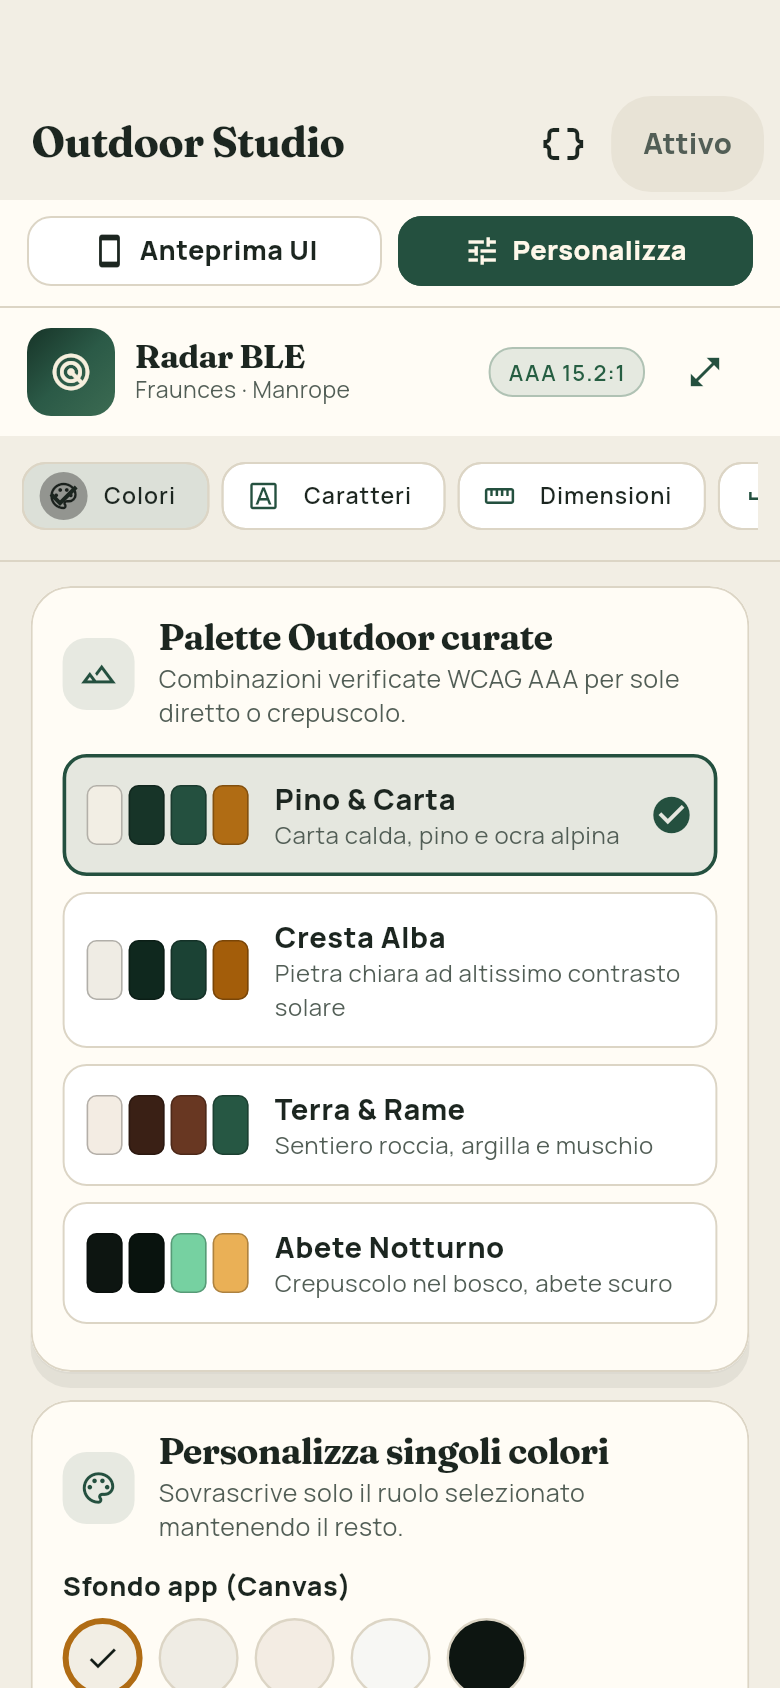 Outdoor Studio
Attivo
Anteprima UI
Personalizza
Radar BLE
Fraunces · Manrope
AAA 15.2:1
Colori
Caratteri
Dimensioni
Palette Outdoor curate
Combinazioni verificate WCAG AAA per sole
diretto o crepuscolo.
Pino & Carta
Carta calda, pino e ocra alpina
Cresta Alba
Pietra chiara ad altissimo contrasto
solare
Terra & Rame
Sentiero roccia, argilla e muschio
Abete Notturno
Crepuscolo nel bosco, abete scuro
Personalizza singoli colori
Sovrascrive solo il ruolo selezionato
mantenendo il resto.
Sfondo app (Canvas)